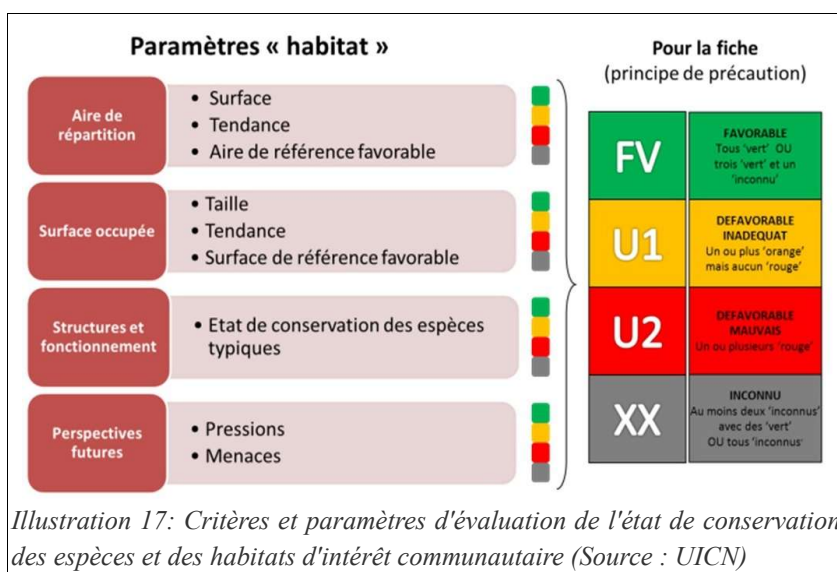 Paramètres « habitat »
Aire de
répartition
• Surface
• Tendance
• Aire de référence favorable
Surface occupée
• Taille
• Tendance
• Surface de référence favorable
Structures et
fonctionnement
• Etat de conservation des espèces
typiques
Perspectives
futures
• Pressions
• Menaces
Pour la fiche
(principe de précaution)
FV
FAVORABLE
Tous 'vert' OU
trois 'vert' et un
'inconnu'
U1
DEFAVORABLE
INADEQUAT
Un ou plus 'orange'
mais aucun 'rouge'
U2
DEFAVORABLE
MAUVAIS
Un ou plusieurs 'rouge'
XX
INCONNU
Au moins deux 'inconnus'
avec des 'vert'
OU tous 'inconnus'
Illustration 17: Critères et paramètres d'évaluation de l'état de conservation
des espèces et des habitats d'intérêt communautaire (Source : UICN)